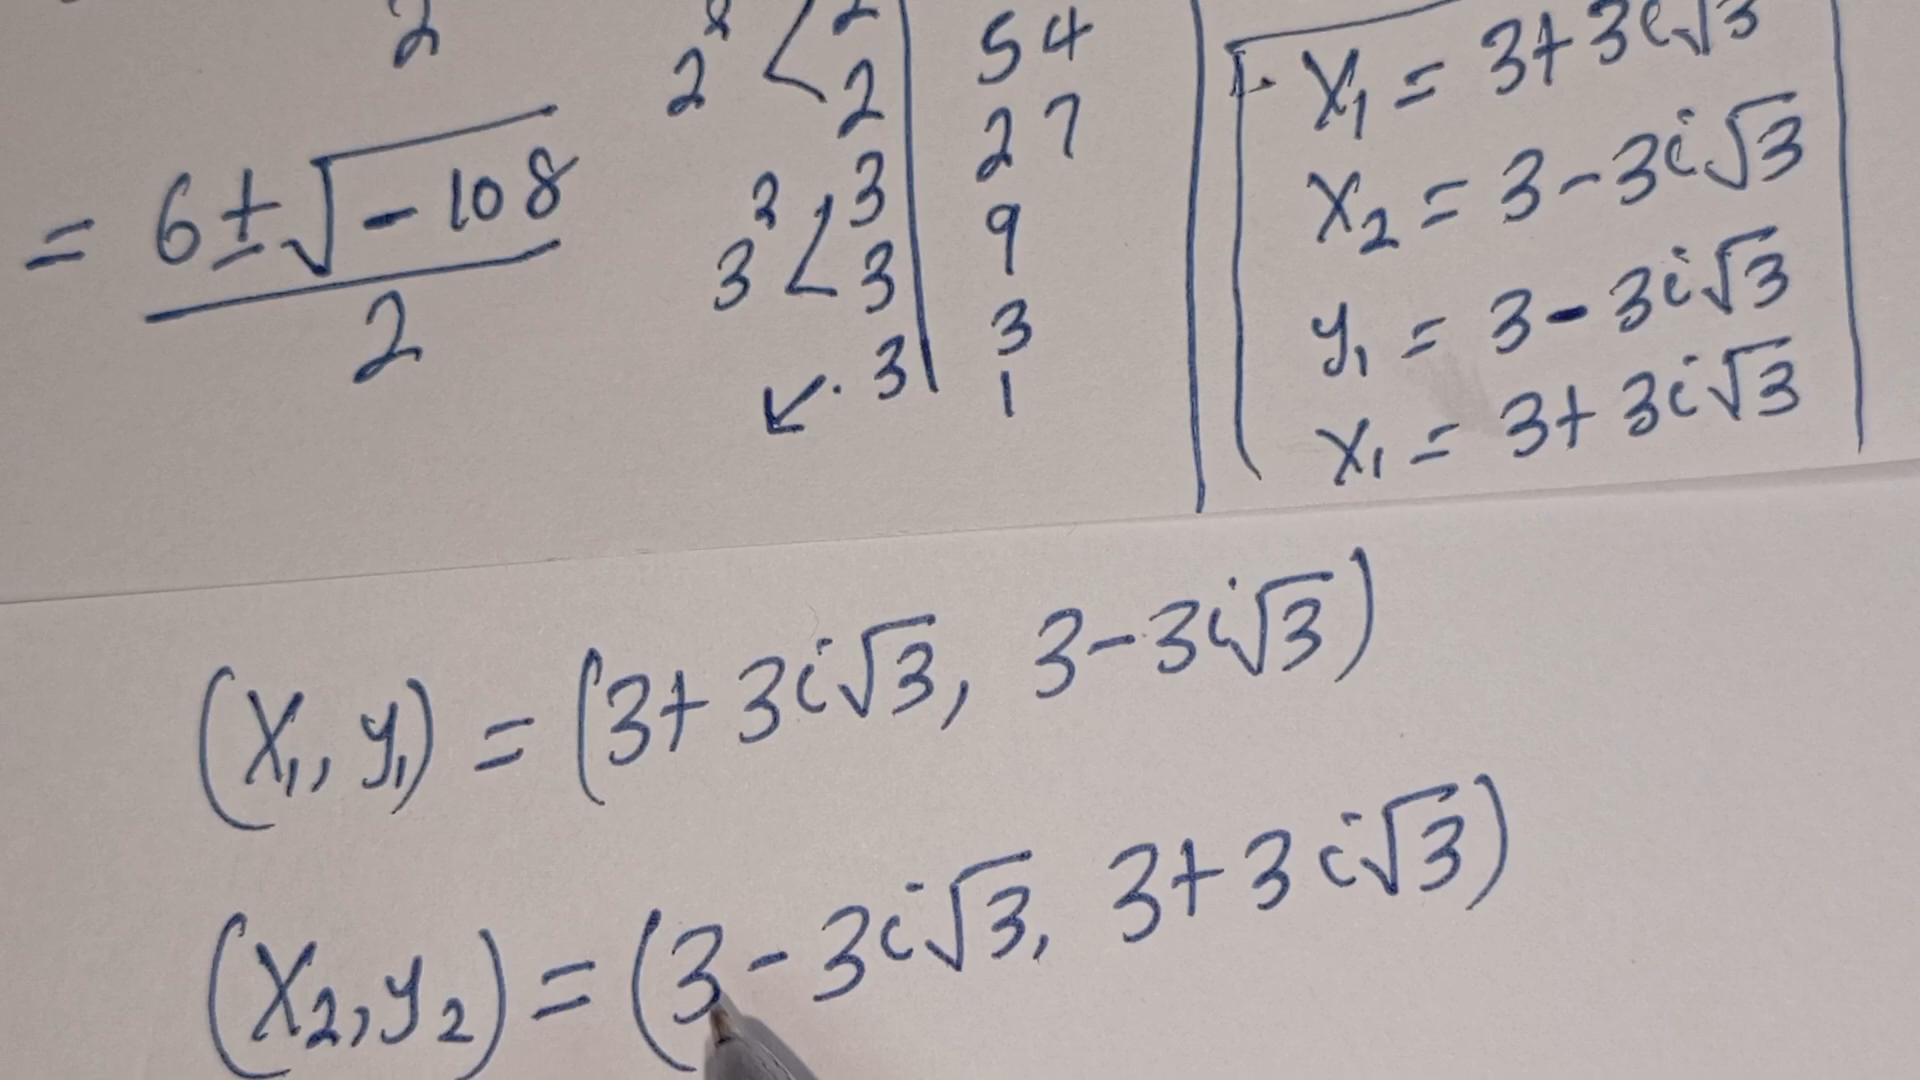 2
= 6±√-108
2
2² < 2
2 | 54
3² < 3 | 27
3 | 9
3 | 3
1
X₁ = 3+3i√3
X₂ = 3-3i√3
y₁ = 3-3i√3
X₁ = 3+3i√3
(X₁, y₁) = (3+3i√3, 3-3i√3)
(X₂, y₂) = (3-3i√3, 3+3i√3)